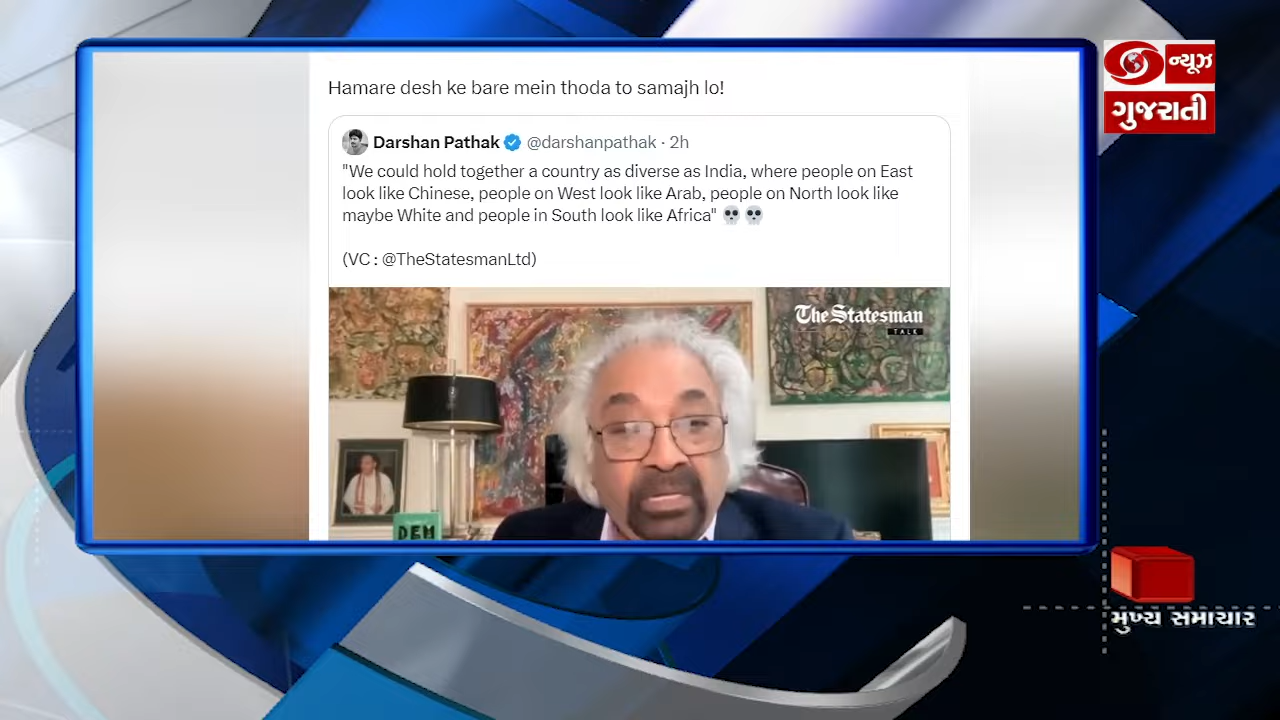 Hamare desh ke bare mein thoda to samajh lo!
Darshan Pathak @darshanpathak · 2h
"We could hold together a country as diverse as India, where people on East
look like Chinese, people on West look like Arab, people on North look like
maybe White and people in South look like Africa" 💀💀
(VC : @TheStatesmanLtd)
The Statesman
TALK
DEM
ન્યૂઝ
ગુજરાતી
મુખ્ય સમાચાર